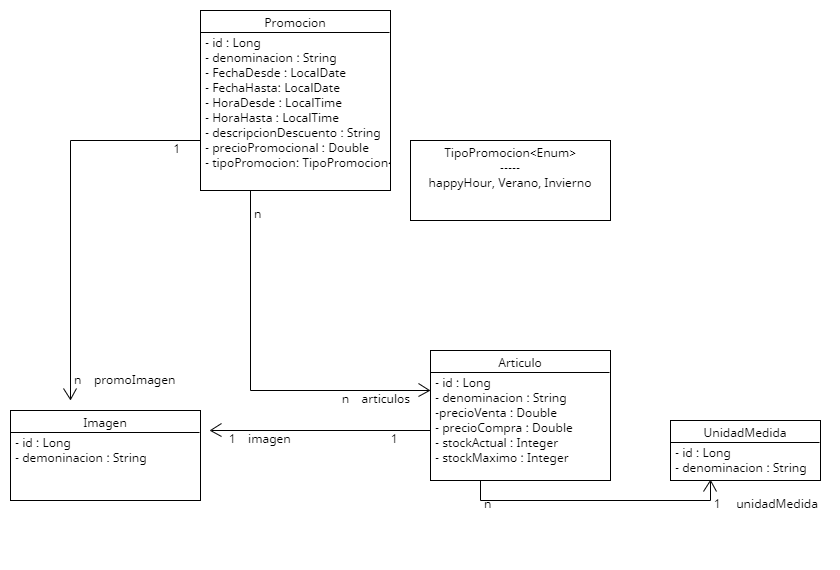 Promocion
- id : Long
- denominacion : String
- FechaDesde : LocalDate
- FechaHasta: LocalDate
- HoraDesde : LocalTime
- HoraHasta : LocalTime
- descripcionDescuento : String
- precioPromocional : Double
- tipoPromocion: TipoPromocion
1
TipoPromocion<Enum>
-----
happyHour, Verano, Invierno
n
n promoImagen
n articulos
Articulo
- id : Long
- denominacion : String
-precioVenta : Double
- precioCompra : Double
- stockActual : Integer
- stockMaximo : Integer
Imagen
- id : Long
- demoninacion : String
1 imagen
1
UnidadMedida
- id : Long
- denominacion : String
n
1 unidadMedida